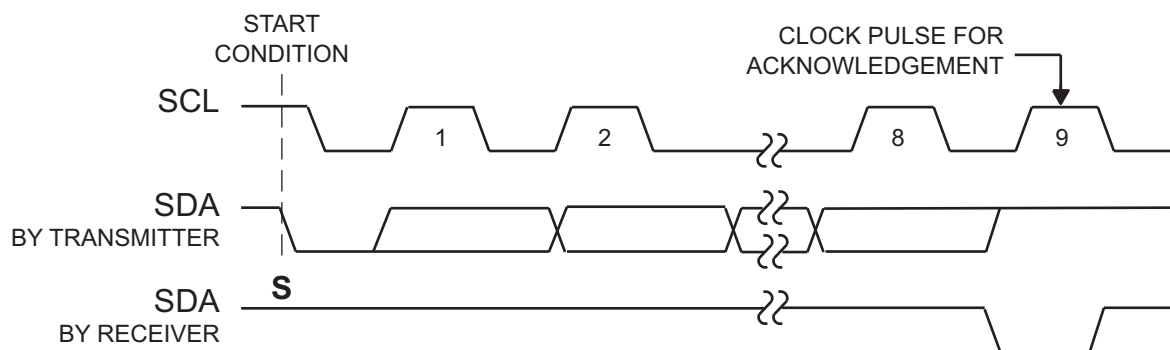 START
CONDITION
CLOCK PULSE FOR
ACKNOWLEDGEMENT
SCL
1
2
8
9
SDA
BY TRANSMITTER
S
SDA
BY RECEIVER